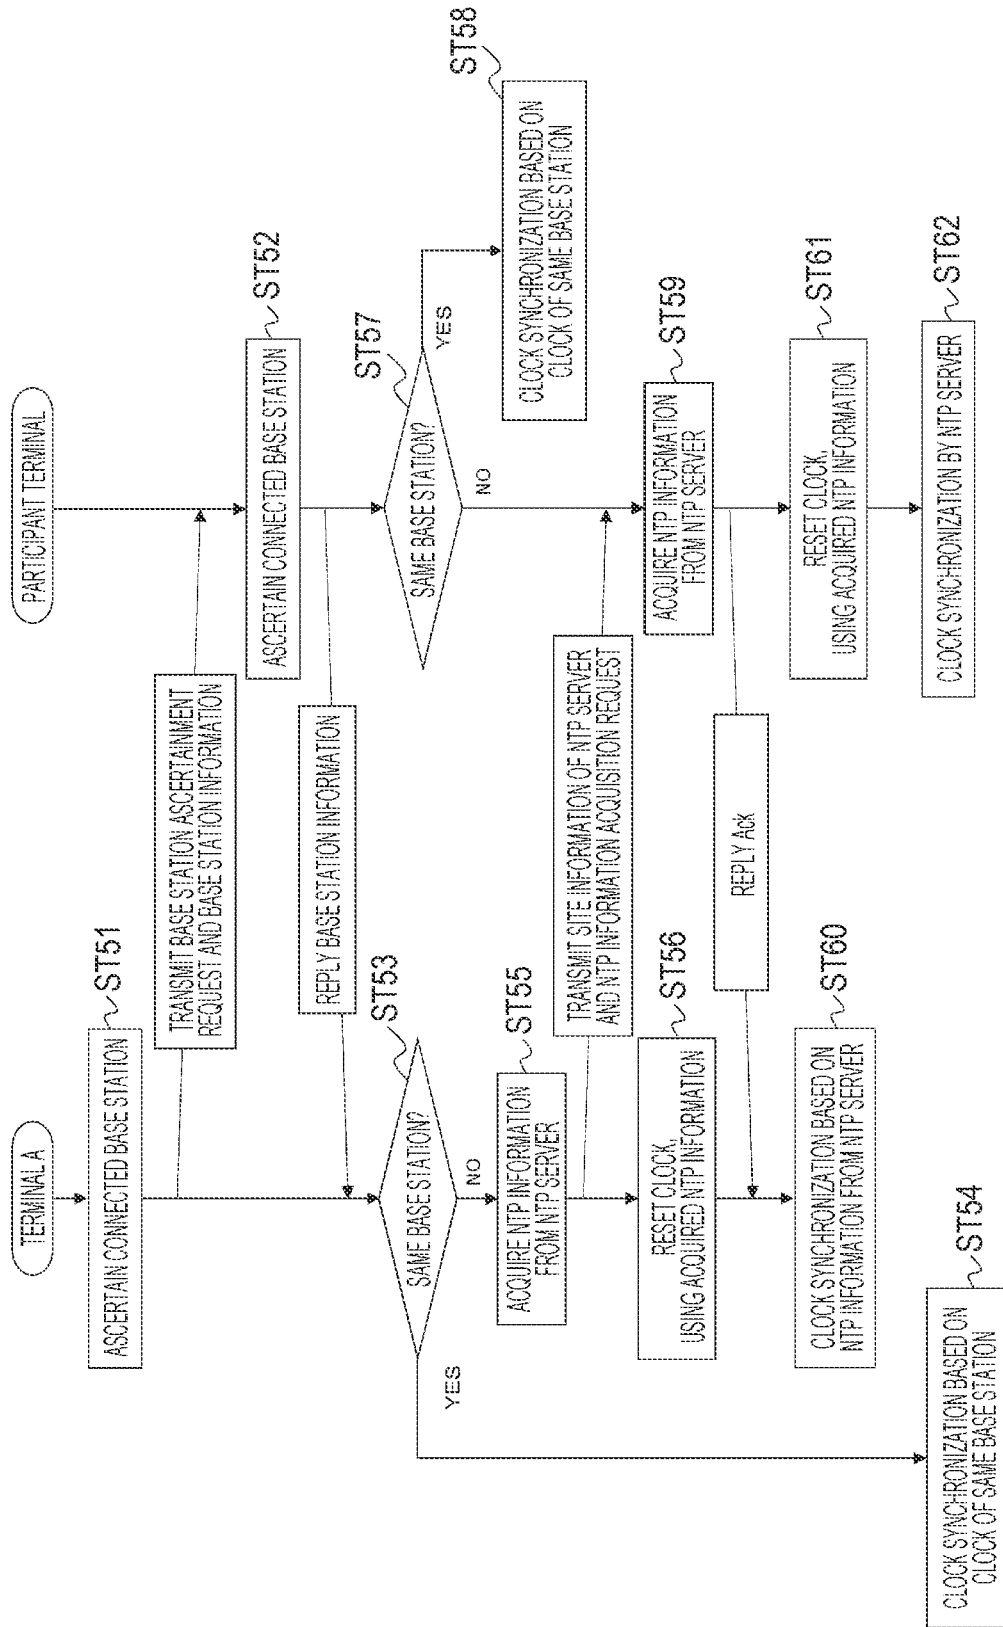 TERMINAL A
PARTICIPANT TERMINAL
ASCERTAIN CONNECTED BASE STATION
ST51
TRANSMIT BASE STATION ASCERTAINMENT
REQUEST AND BASE STATION INFORMATION
ASCERTAIN CONNECTED BASE STATION
ST52
REPLY BASE STATION INFORMATION
SAME BASE STATION?
ST53
YES
NO
SAME BASE STATION?
ST57
YES
NO
CLOCK SYNCHRONIZATION BASED ON
CLOCK OF SAME BASE STATION
ST58
ACQUIRE NTP INFORMATION
FROM NTP SERVER
ST55
TRANSMIT SITE INFORMATION OF NTP SERVER
AND NTP INFORMATION ACQUISITION REQUEST
ACQUIRE NTP INFORMATION
FROM NTP SERVER
ST59
RESET CLOCK,
USING ACQUIRED NTP INFORMATION
ST56
REPLY Ack
RESET CLOCK,
USING ACQUIRED NTP INFORMATION
ST61
CLOCK SYNCHRONIZATION BASED ON
NTP INFORMATION FROM NTP SERVER
ST60
CLOCK SYNCHRONIZATION BY NTP SERVER
ST62
CLOCK SYNCHRONIZATION BASED ON
CLOCK OF SAME BASE STATION
ST54